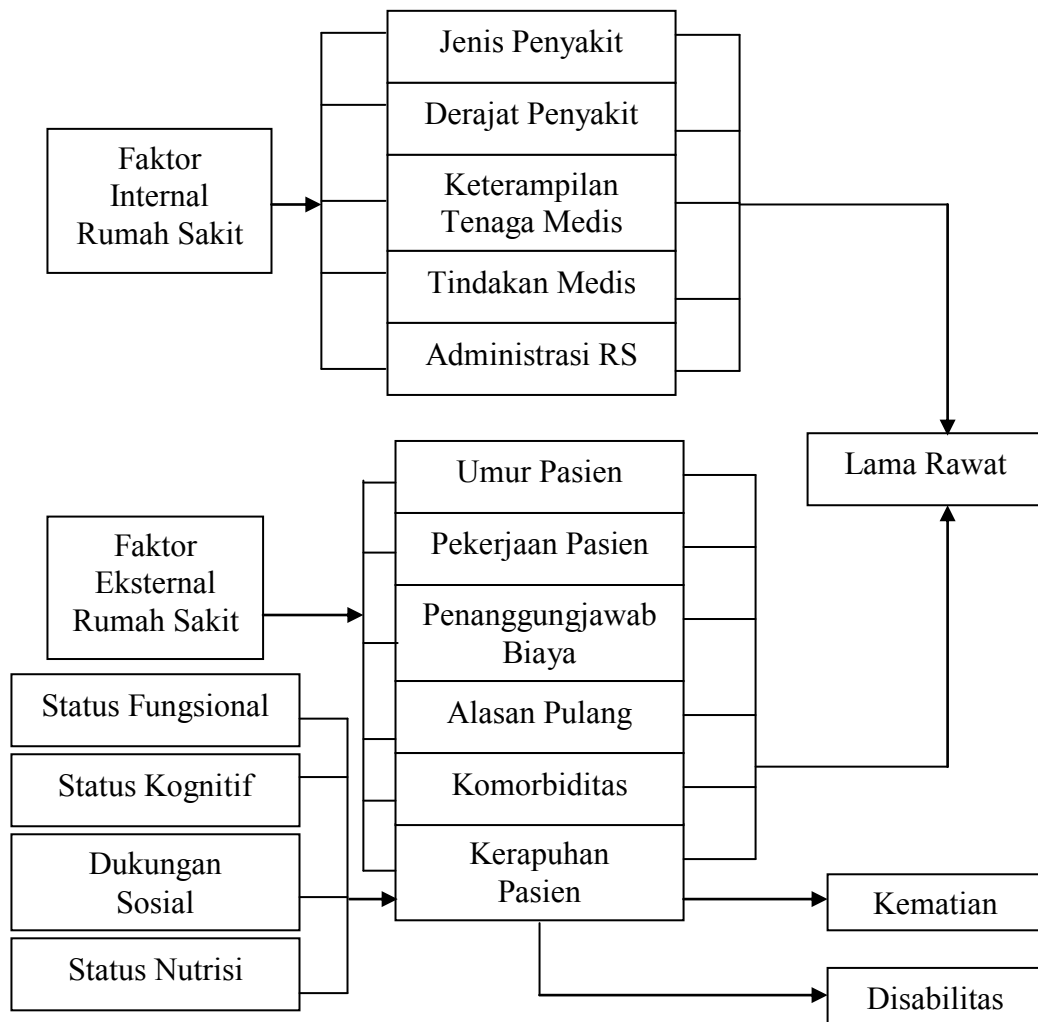 Jenis Penyakit
Derajat Penyakit
Faktor
Internal
Rumah Sakit
Keterampilan
Tenaga Medis
Tindakan Medis
Administrasi RS
Umur Pasien
Lama Rawat
Pekerjaan Pasien
Faktor
Eksternal
Rumah Sakit
Penanggungjawab
Biaya
Status Fungsional
Alasan Pulang
Status Kognitif
Komorbiditas
Dukungan
Sosial
Kerapuhan
Pasien
Kematian
Status Nutrisi
Disabilitas